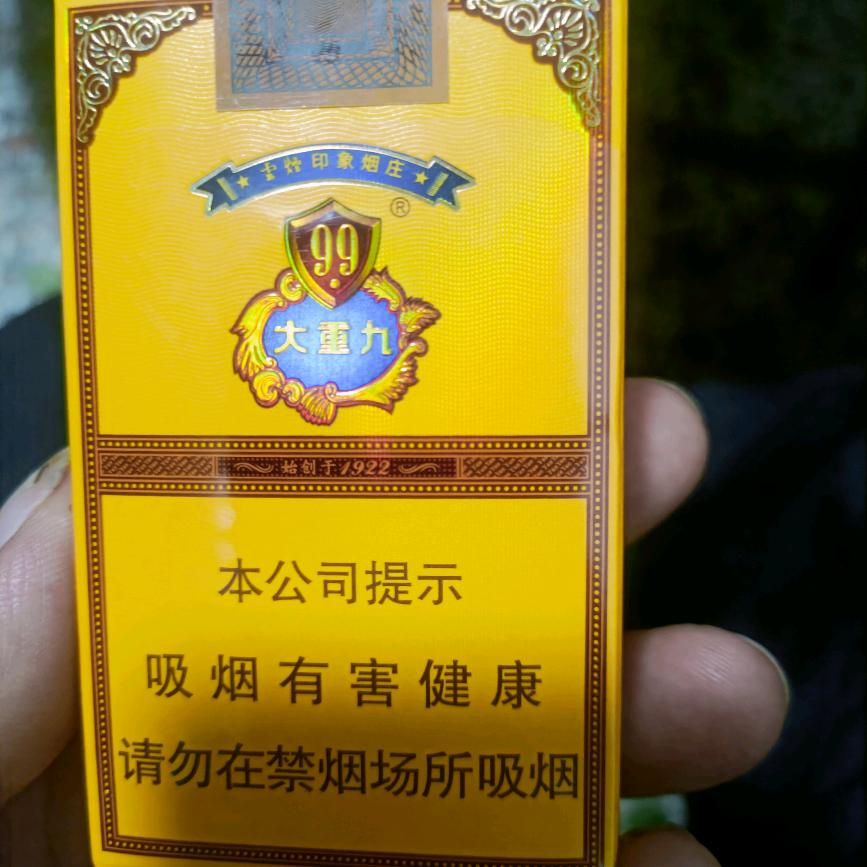 云烟印象烟庄
®
99
大重九
始创于1922
本公司提示
吸烟有害健康
请勿在禁烟场所吸烟